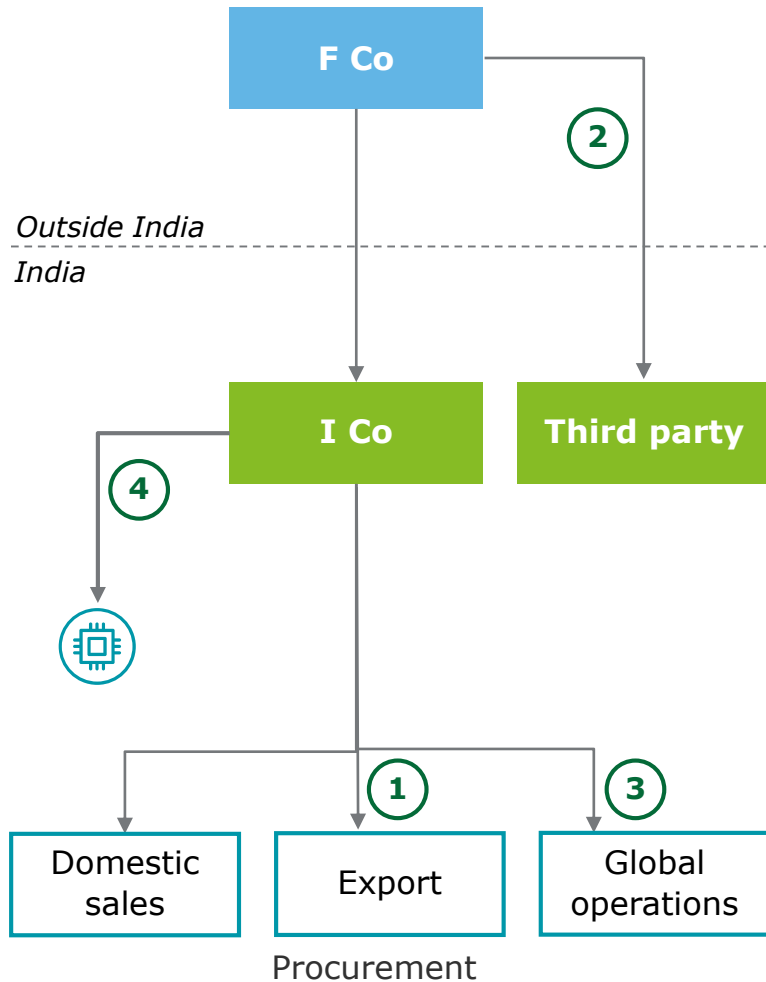 F Co
2
Outside India
India
I Co
Third party
4
1
3
Domestic
sales
Export
Global
operations
Procurement